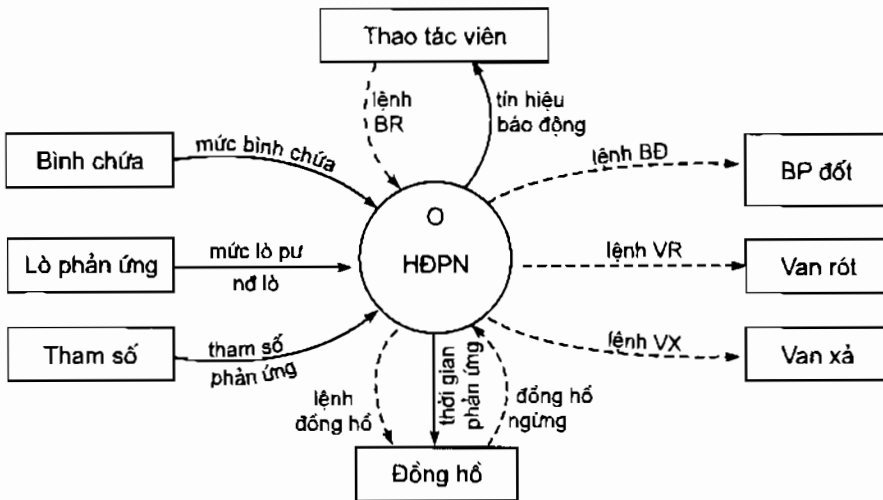 Thao tác viên
lệnh
BR
tín hiệu
báo động
Bình chứa
mức bình chứa
lệnh BĐ
BP đốt
O
HĐPN
Lò phản ứng
mức lò pư
nđ lò
lệnh VR
Van rót
Tham số
tham số
phản ứng
lệnh VX
Van xả
lệnh
đồng hồ
thời gian
phản ứng
đồng hồ
ngừng
Đồng hồ